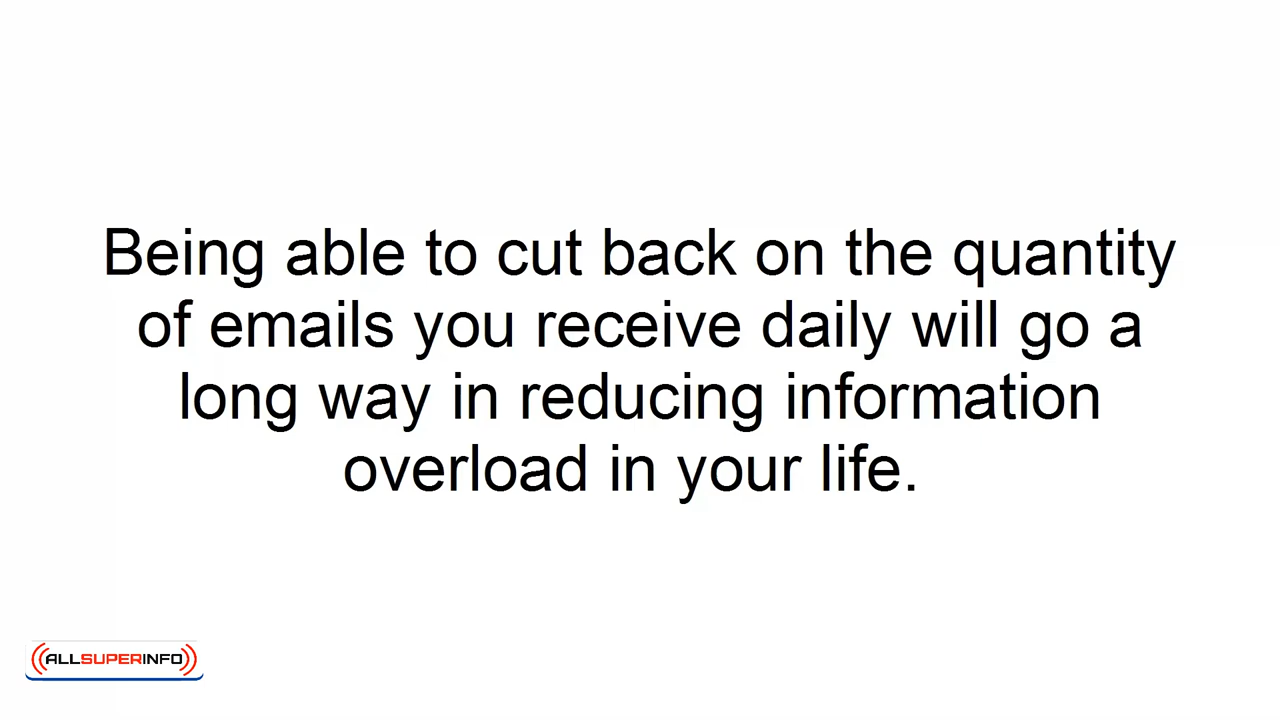 Being able to cut back on the quantity
of emails you receive daily will go a
long way in reducing information
overload in your life.
ALLSUPERINFO